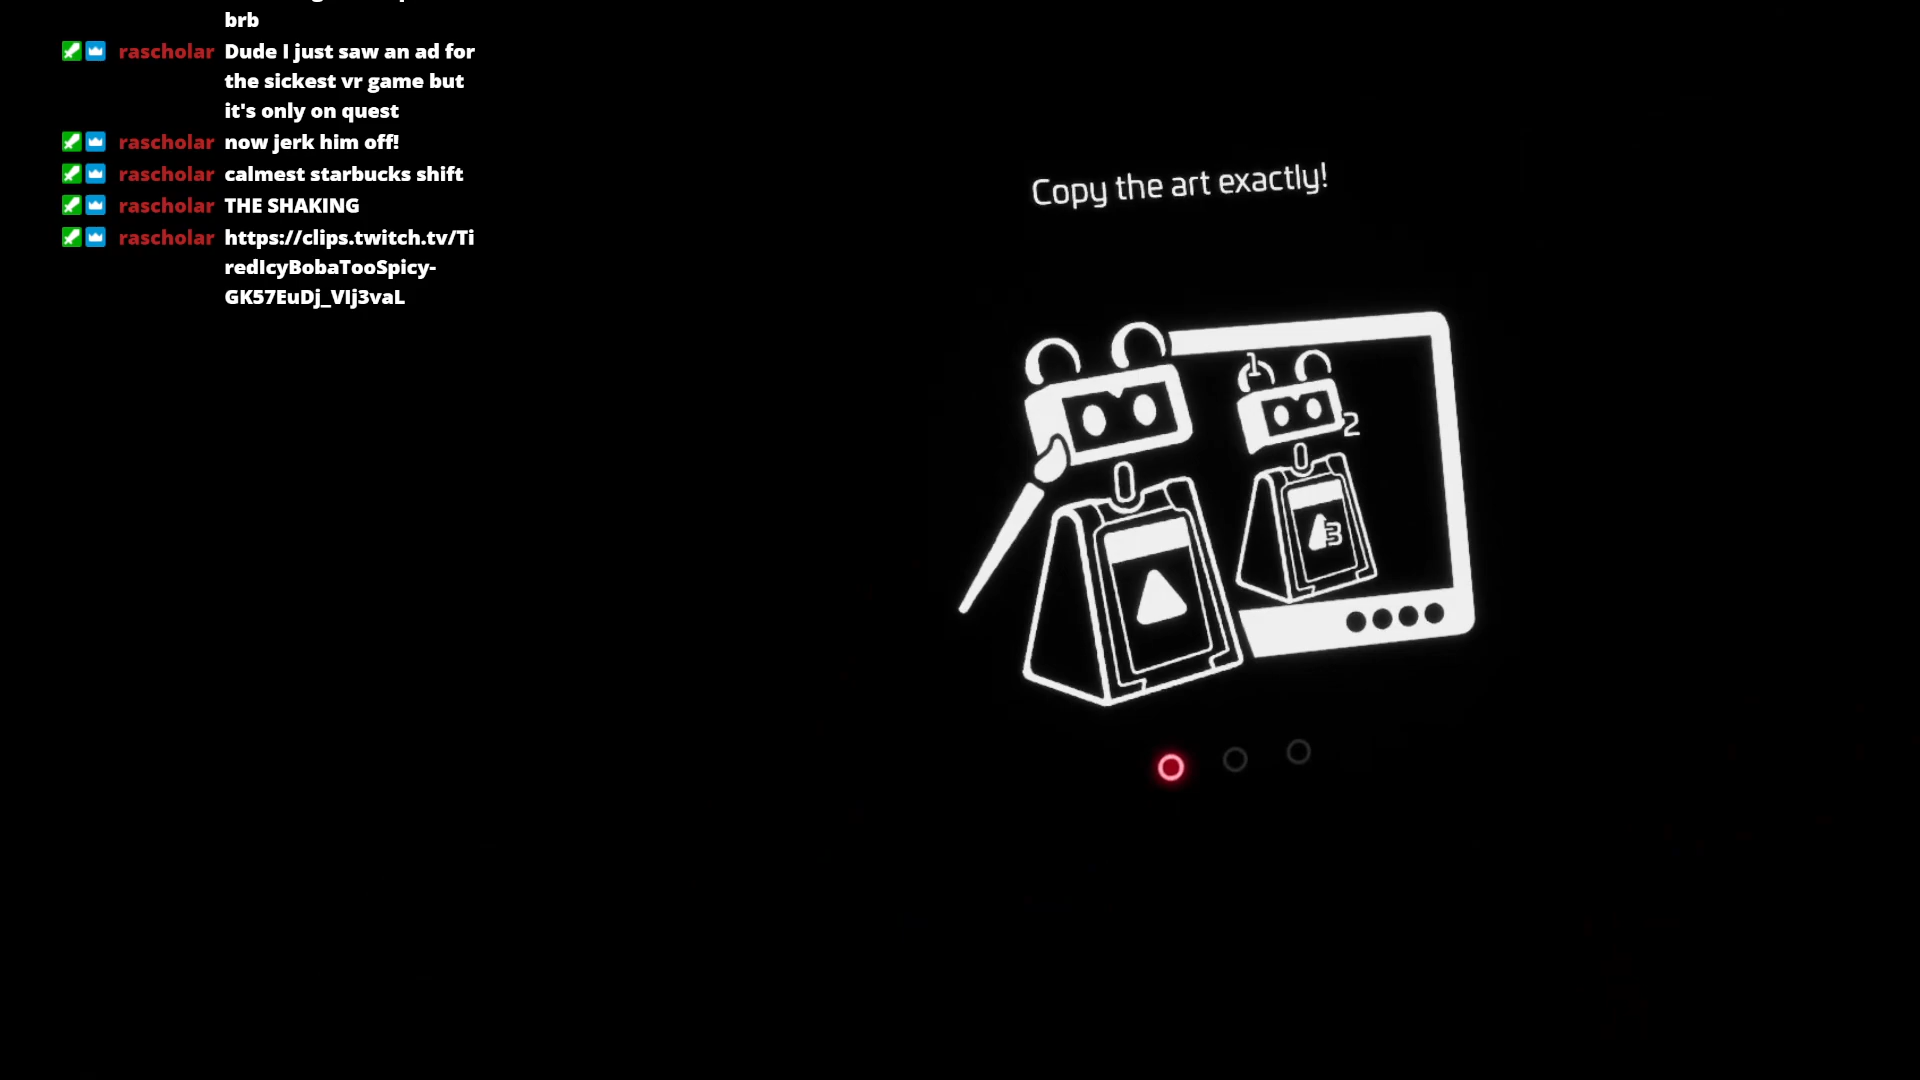 brb
rascholar Dude I just saw an ad for
the sickest vr game but
it's only on quest
rascholar now jerk him off!
rascholar calmest starbucks shift
rascholar THE SHAKING
rascholar https://clips.twitch.tv/Ti
redIcyBobaTooSpicy-
GK57EuDj_VIj3vaL
Copy the art exactly!
1
2
3